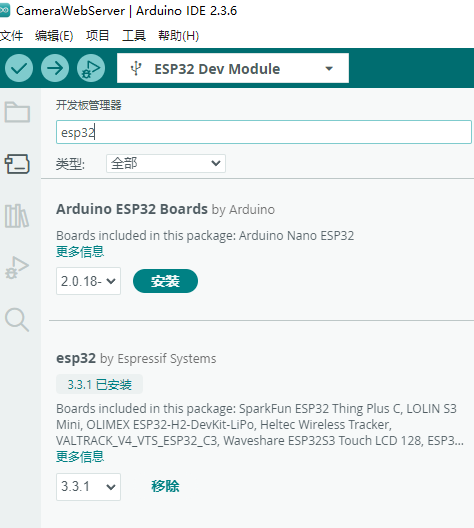 CameraWebServer | Arduino IDE 2.3.6
文件 编辑(E) 项目 工具 帮助(H)
ESP32 Dev Module
开发板管理器
esp32
类型: 全部
Arduino ESP32 Boards by Arduino
Boards included in this package: Arduino Nano ESP32
更多信息
2.0.18- 安装
esp32 by Espressif Systems
3.3.1 已安装
Boards included in this package: SparkFun ESP32 Thing Plus C, LOLIN S3
Mini, OLIMEX ESP32-H2-DevKit-LiPo, Heltec Wireless Tracker,
VALTRACK_V4_VTS_ESP32_C3, Waveshare ESP32S3 Touch LCD 128, ESP3...
更多信息
3.3.1 移除